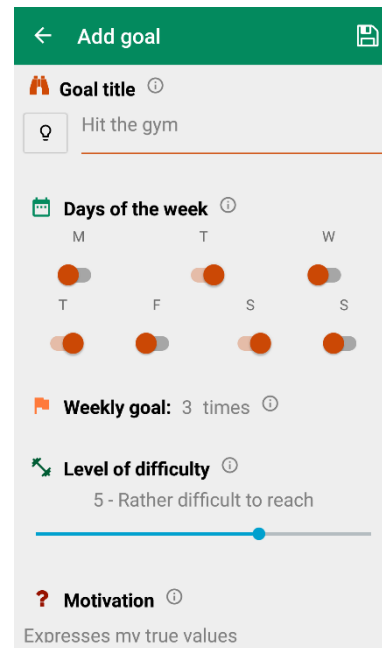 Add goal
Goal title
Hit the gym
Days of the week
M T W
T F S S
Weekly goal: 3 times
Level of difficulty
5 - Rather difficult to reach
? Motivation
Expresses my true values